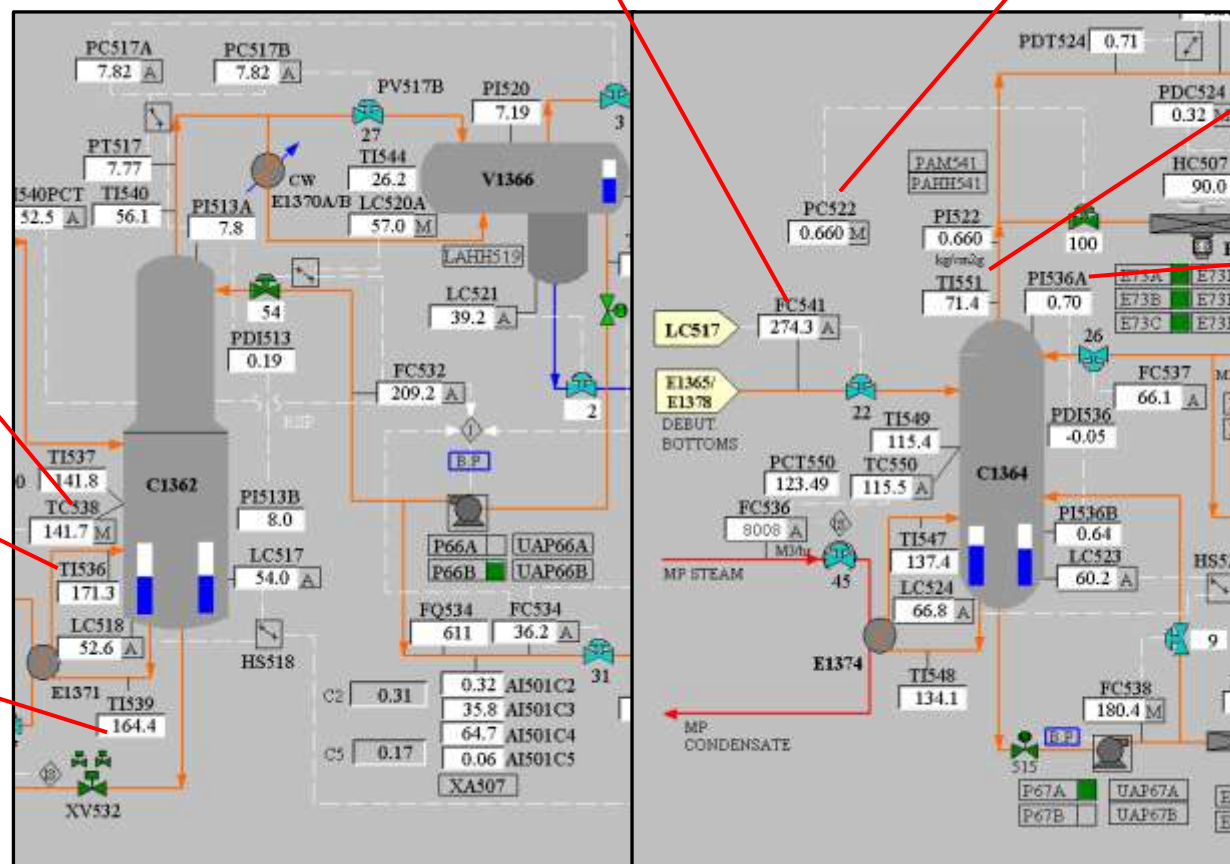 PC517A
7.82 A
PC517B
7.82 A
PV517B
27
PI520
7.19
3
PT517
7.77
TI544
26.2
V1366
CW
E1370A/B
I540PCT
52.5 A
TI540
56.1
PI513A
7.8
LC520A
57.0 M
LAHH519
54
LC521
39.2 A
PDI513
0.19
FC532
209.2 A
2
I
B.P
TI537
141.8
C1362
TC538
141.7 M
PI513B
8.0
TI536
171.3
LC517
54.0 A
P66A
UAP66A
P66B
UAP66B
LC518
52.6 A
HS518
FQ534
611
FC534
36.2 A
31
E1371
TI539
164.4
C2 0.31
0.32 AI501C2
35.8 AI501C3
64.7 AI501C4
C5 0.17
0.06 AI501C5
XA507
XV532
PDT524 0.71
PDC524
0.32 M
PAM541
PAHH541
HC507
90.0
PC522
0.660 M
PI522
0.660
kg/cm2g
100
TI551
71.4
PI536A
0.70
E73A
E73B
E73C
FC541
274.3 A
LC517
26
E1365/
E1378
DEBUT.
BOTTOMS
22
FC537
66.1 A
TI549
115.4
PDI536
-0.05
PCT550
123.49
TC550
115.5 A
C1364
FC536
8008 A
M3/hr
PI536B
0.64
TI547
137.4
LC523
60.2 A
MP STEAM
45
LC524
66.8 A
9
E1374
TI548
134.1
FC538
180.4 M
MP
CONDENSATE
515
B.P
P67A
UAP67A
P67B
UAP67B